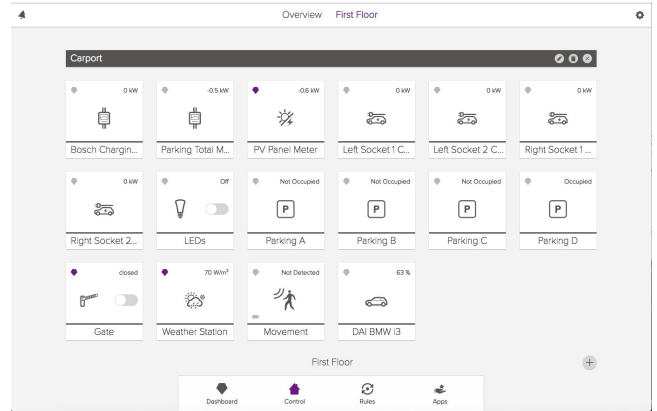 Overview First Floor
Carport
0 kW -0.5 kW -0.6 kW 0 kW 0 kW 0 kW
Bosch Chargin... Parking Total M... PV Panel Meter Left Socket 1 C... Left Socket 2 C... Right Socket 1 ...
0 kW Off Not Occupied Not Occupied Not Occupied Occupied
P P P P
Right Socket 2... LEDs Parking A Parking B Parking C Parking D
closed 70 W/m² Not Detected 63 %
Gate Weather Station Movement DAI BMW i3
First Floor
Dashboard Control Rules Apps